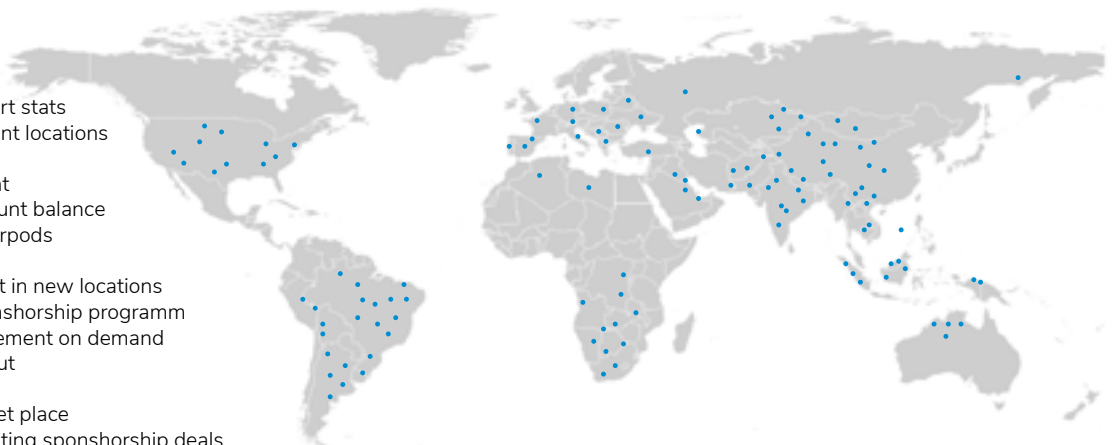 rt stats
nt locations
t
unt balance
rpods
t in new locations
nshorship programm
ement on demand
ut
et place
ting sponshorship deals